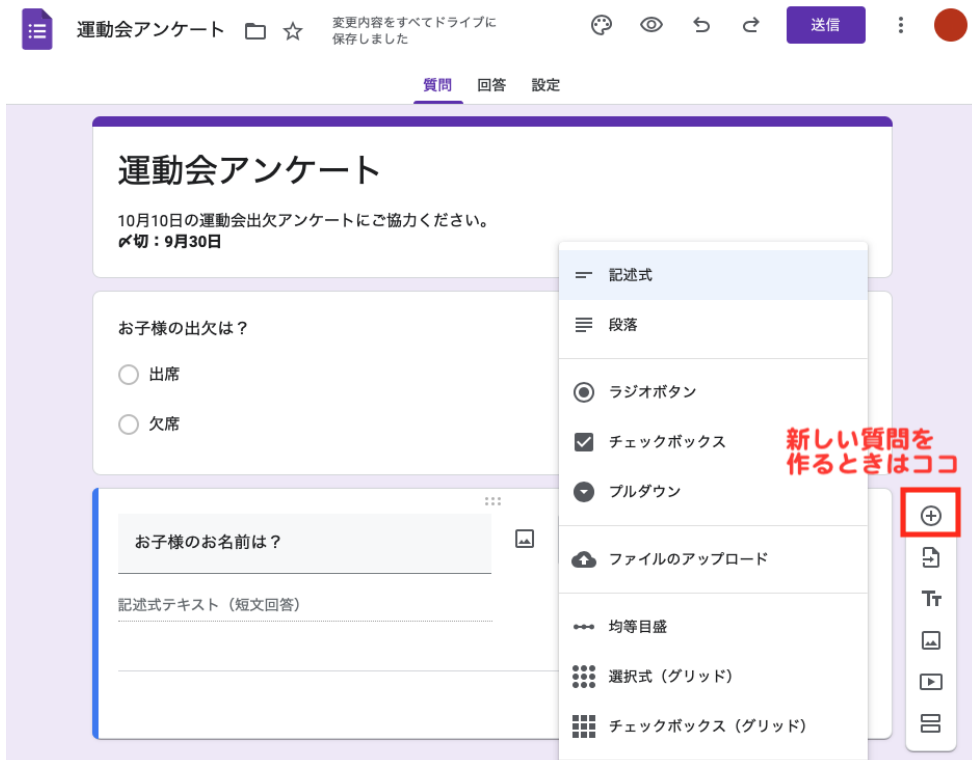 運動会アンケート
変更内容をすべてドライブに
保存しました
送信
質問 回答 設定
運動会アンケート
10月10日の運動会出欠アンケートにご協力ください。
〆切:9月30日
お子様の出欠は?
出席
欠席
お子様のお名前は?
記述式テキスト(短文回答)
記述式
段落
ラジオボタン
チェックボックス
プルダウン
ファイルのアップロード
均等目盛
選択式(グリッド)
チェックボックス(グリッド)
新しい質問を
作るときはココ
Tт